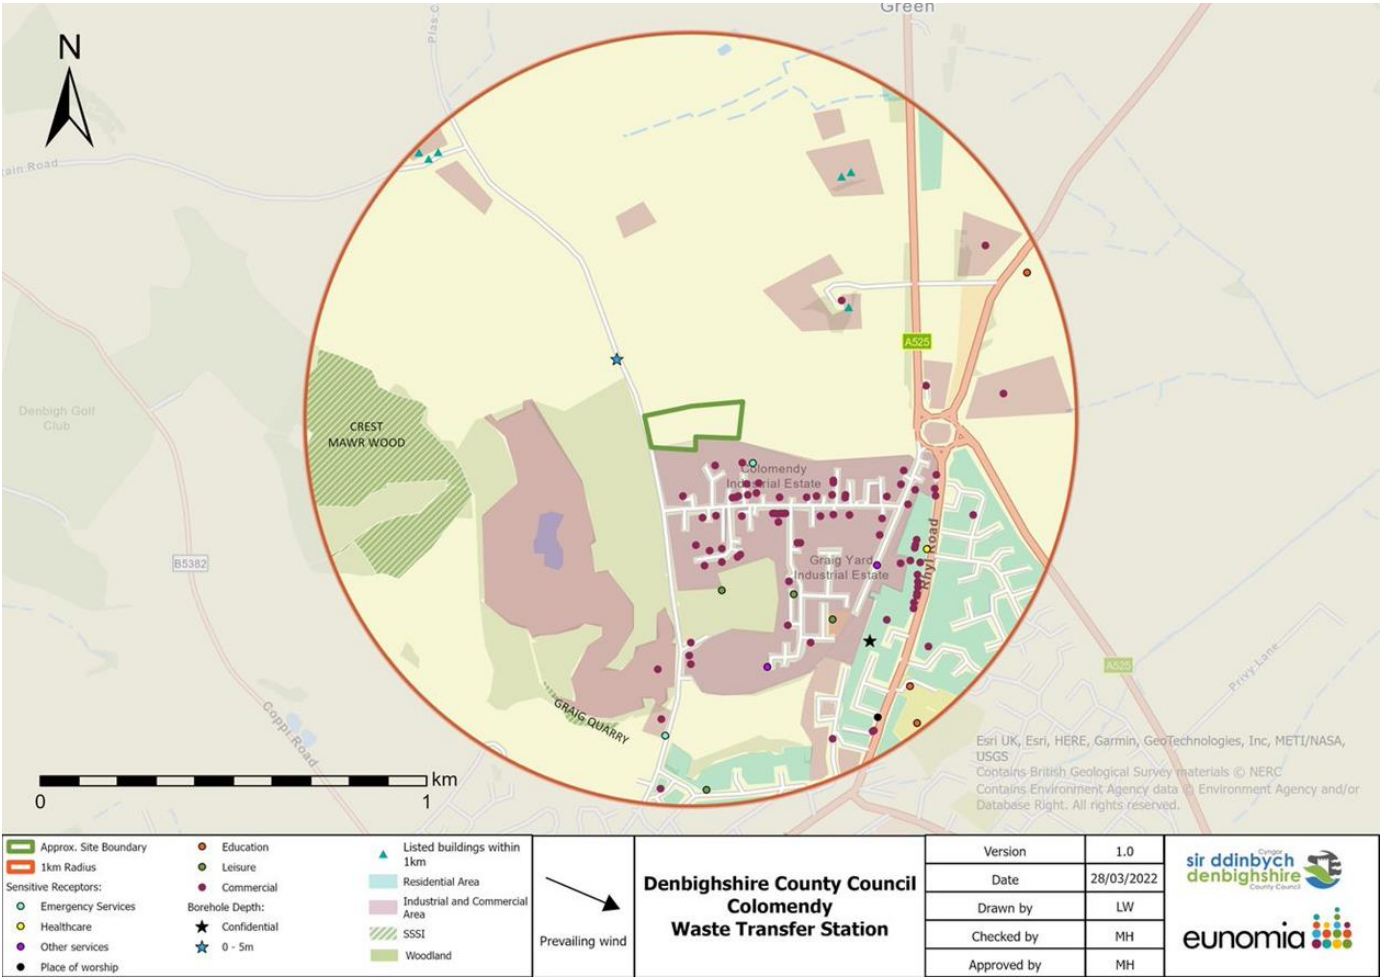 Green
N
Plas C
tain Road
A525
Denbigh Golf
Club
CREST
MAWR WOOD
Colomendy
Industrial Estate
Rhyl Road
B5382
Graig Yard
Industrial Estate
A525
Privy Lane
GRAIG QUARRY
Coppi Road
Esri UK, Esri, HERE, Garmin, GeoTechnologies, Inc, METI/NASA,
USGS
Contains British Geological Survey materials © NERC
Contains Environment Agency data © Environment Agency and/or
Database Right. All rights reserved.
km
0
1
Approx. Site Boundary
1km Radius
Sensitive Receptors:
Emergency Services
Healthcare
Other services
Place of worship
Education
Leisure
Commercial
Borehole Depth:
Confidential
0 - 5m
Listed buildings within
1km
Residential Area
Industrial and Commercial
Area
SSSI
Woodland
Prevailing wind
Denbighshire County Council
Colomendy
Waste Transfer Station
Version 1.0
Date 28/03/2022
Drawn by LW
Checked by MH
Approved by MH
Cyngor
sir ddinbych
denbighshire
County Council
eunomia